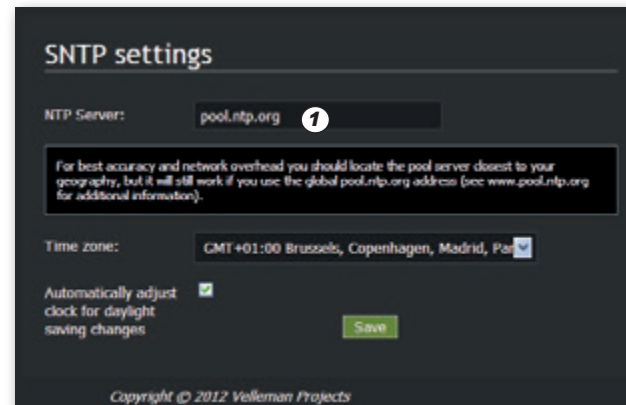 SNTP settings
NTP Server:
pool.ntp.org
1
For best accuracy and network overhead you should locate the pool server closest to your
geography, but it will still work if you use the global pool.ntp.org address (see www.pool.ntp.org
for additional information).
Time zone:
GMT+01:00 Brussels, Copenhagen, Madrid, Par
Automatically adjust
clock for daylight
saving changes
Save
Copyright © 2012 Velleman Projects